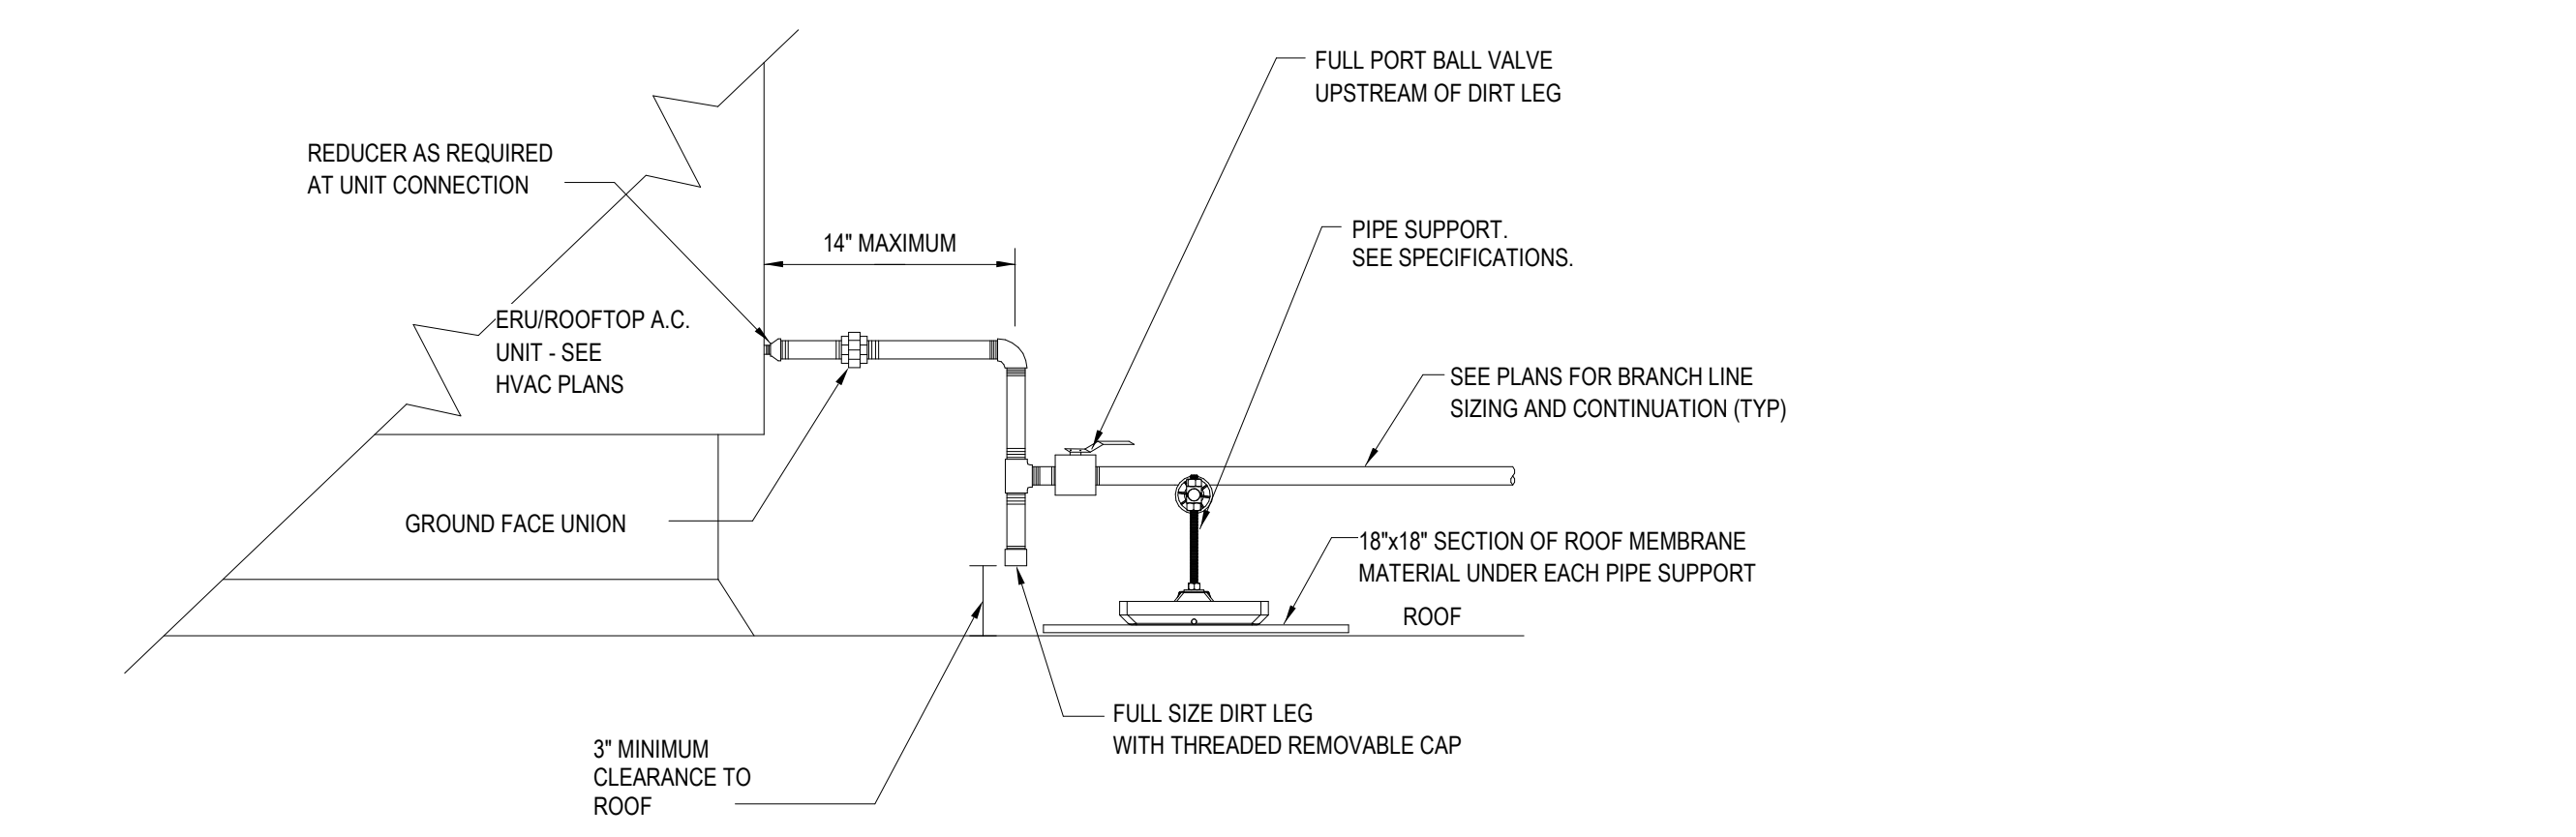 FULL PORT BALL VALVE
UPSTREAM OF DIRT LEG
REDUCER AS REQUIRED
AT UNIT CONNECTION
14" MAXIMUM
PIPE SUPPORT.
SEE SPECIFICATIONS.
ERU/ROOFTOP A.C.
UNIT - SEE
HVAC PLANS
SEE PLANS FOR BRANCH LINE
SIZING AND CONTINUATION (TYP)
GROUND FACE UNION
18"x18" SECTION OF ROOF MEMBRANE
MATERIAL UNDER EACH PIPE SUPPORT
ROOF
FULL SIZE DIRT LEG
WITH THREADED REMOVABLE CAP
3" MINIMUM
CLEARANCE TO
ROOF